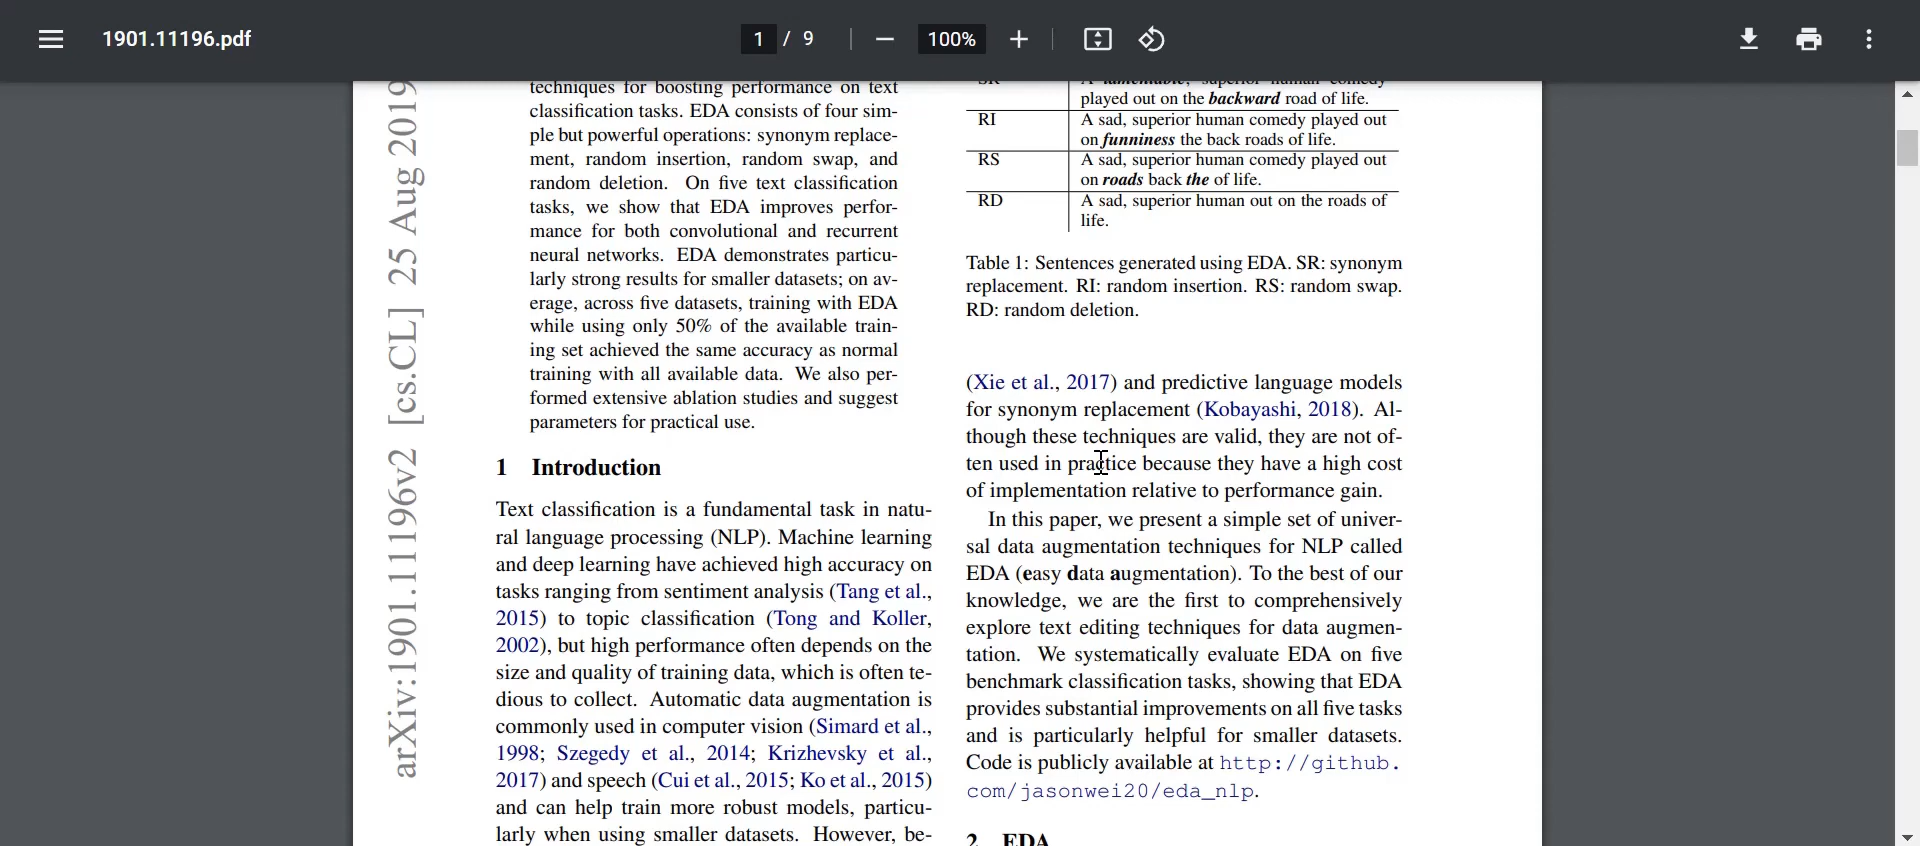 1901.11196.pdf
1 / 9
100%
arXiv:1901.11196v2 [cs.CL] 25 Aug 2019
techniques for boosting performance on text
classification tasks. EDA consists of four sim-
ple but powerful operations: synonym replace-
ment, random insertion, random swap, and
random deletion. On five text classification
tasks, we show that EDA improves perfor-
mance for both convolutional and recurrent
neural networks. EDA demonstrates particu-
larly strong results for smaller datasets; on av-
erage, across five datasets, training with EDA
while using only 50% of the available train-
ing set achieved the same accuracy as normal
training with all available data. We also per-
formed extensive ablation studies and suggest
parameters for practical use.
1 Introduction
Text classification is a fundamental task in natu-
ral language processing (NLP). Machine learning
and deep learning have achieved high accuracy on
tasks ranging from sentiment analysis (Tang et al.,
2015) to topic classification (Tong and Koller,
2002), but high performance often depends on the
size and quality of training data, which is often te-
dious to collect. Automatic data augmentation is
commonly used in computer vision (Simard et al.,
1998; Szegedy et al., 2014; Krizhevsky et al.,
2017) and speech (Cui et al., 2015; Ko et al., 2015)
and can help train more robust models, particu-
larly when using smaller datasets. However, be-
SR A lamentable, superior human comedy
played out on the backward road of life.
RI A sad, superior human comedy played out
on funniness the back roads of life.
RS A sad, superior human comedy played out
on roads back the of life.
RD A sad, superior human out on the roads of
life.
Table 1: Sentences generated using EDA. SR: synonym
replacement. RI: random insertion. RS: random swap.
RD: random deletion.
(Xie et al., 2017) and predictive language models
for synonym replacement (Kobayashi, 2018). Al-
though these techniques are valid, they are not of-
ten used in practice because they have a high cost
of implementation relative to performance gain.
In this paper, we present a simple set of univer-
sal data augmentation techniques for NLP called
EDA (easy data augmentation). To the best of our
knowledge, we are the first to comprehensively
explore text editing techniques for data augmen-
tation. We systematically evaluate EDA on five
benchmark classification tasks, showing that EDA
provides substantial improvements on all five tasks
and is particularly helpful for smaller datasets.
Code is publicly available at http://github.
com/jasonwei20/eda_nlp.
2 EDA